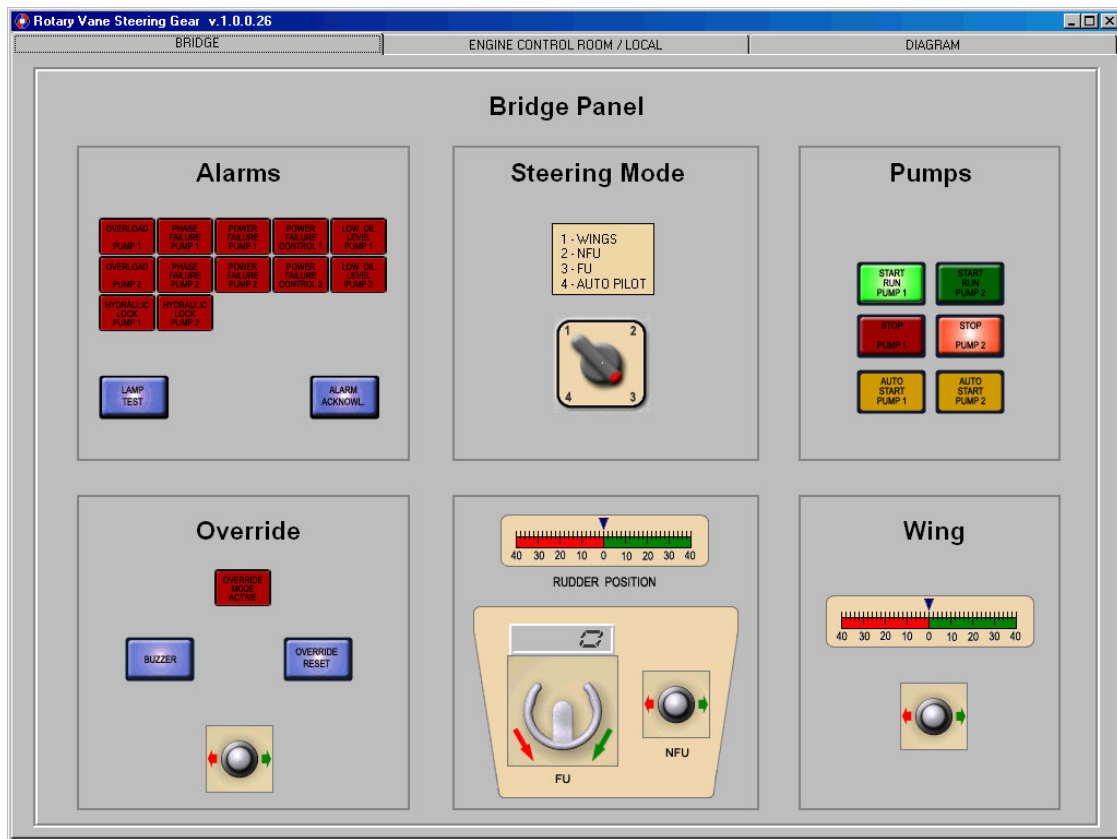 Rotary Vane Steering Gear v.1.0.0.26
BRIDGE
ENGINE CONTROL ROOM / LOCAL
DIAGRAM
Bridge Panel
Alarms
OVERLOAD
PUMP 1
PHASE
FAILURE
PUMP 1
POWER
FAILURE
PUMP 1
POWER
FAILURE
CONTROL 1
LOW OIL
LEVEL
PUMP 1
OVERLOAD
PUMP 2
PHASE
FAILURE
PUMP 2
POWER
FAILURE
PUMP 2
POWER
FAILURE
CONTROL 2
LOW OIL
LEVEL
PUMP 2
HYDRAULIC
LOCK
PUMP 1
HYDRAULIC
LOCK
PUMP 2
LAMP
TEST
ALARM
ACKNOWL.
Steering Mode
1 - WINGS
2 - NFU
3 - FU
4 - AUTO PILOT
1 2
4 3
Pumps
START
RUN
PUMP 1
START
RUN
PUMP 2
STOP
PUMP 1
STOP
PUMP 2
AUTO
START
PUMP 1
AUTO
START
PUMP 2
Override
OVERRIDE
MODE
ACTIVE
BUZZER
OVERRIDE
RESET
40 30 20 10 0 10 20 30 40
RUDDER POSITION
0
FU
NFU
Wing
40 30 20 10 0 10 20 30 40